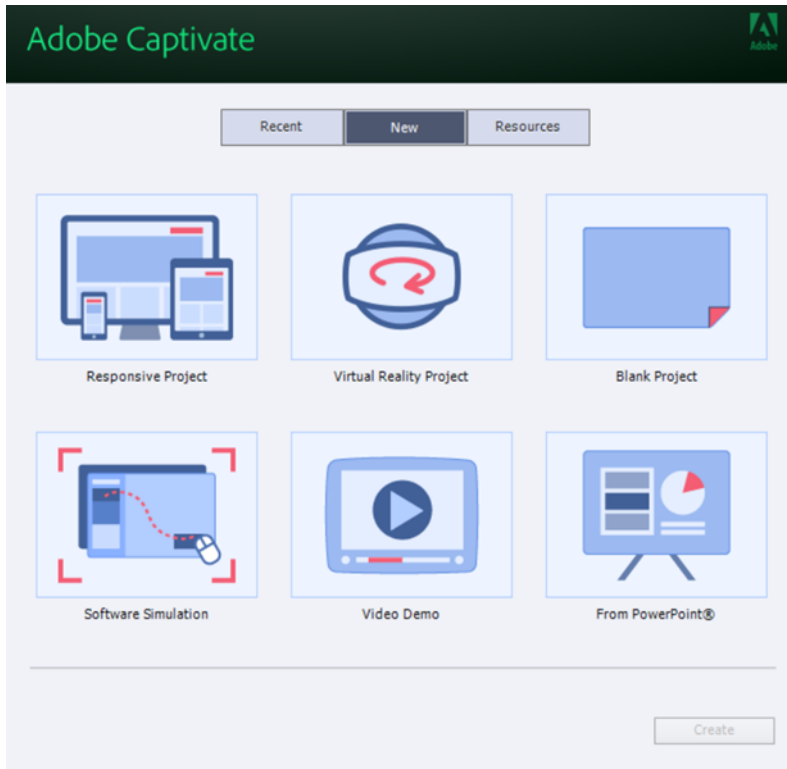 Adobe Captivate
Adobe
Recent New Resources
Responsive Project Virtual Reality Project Blank Project
Software Simulation Video Demo From PowerPoint®
Create